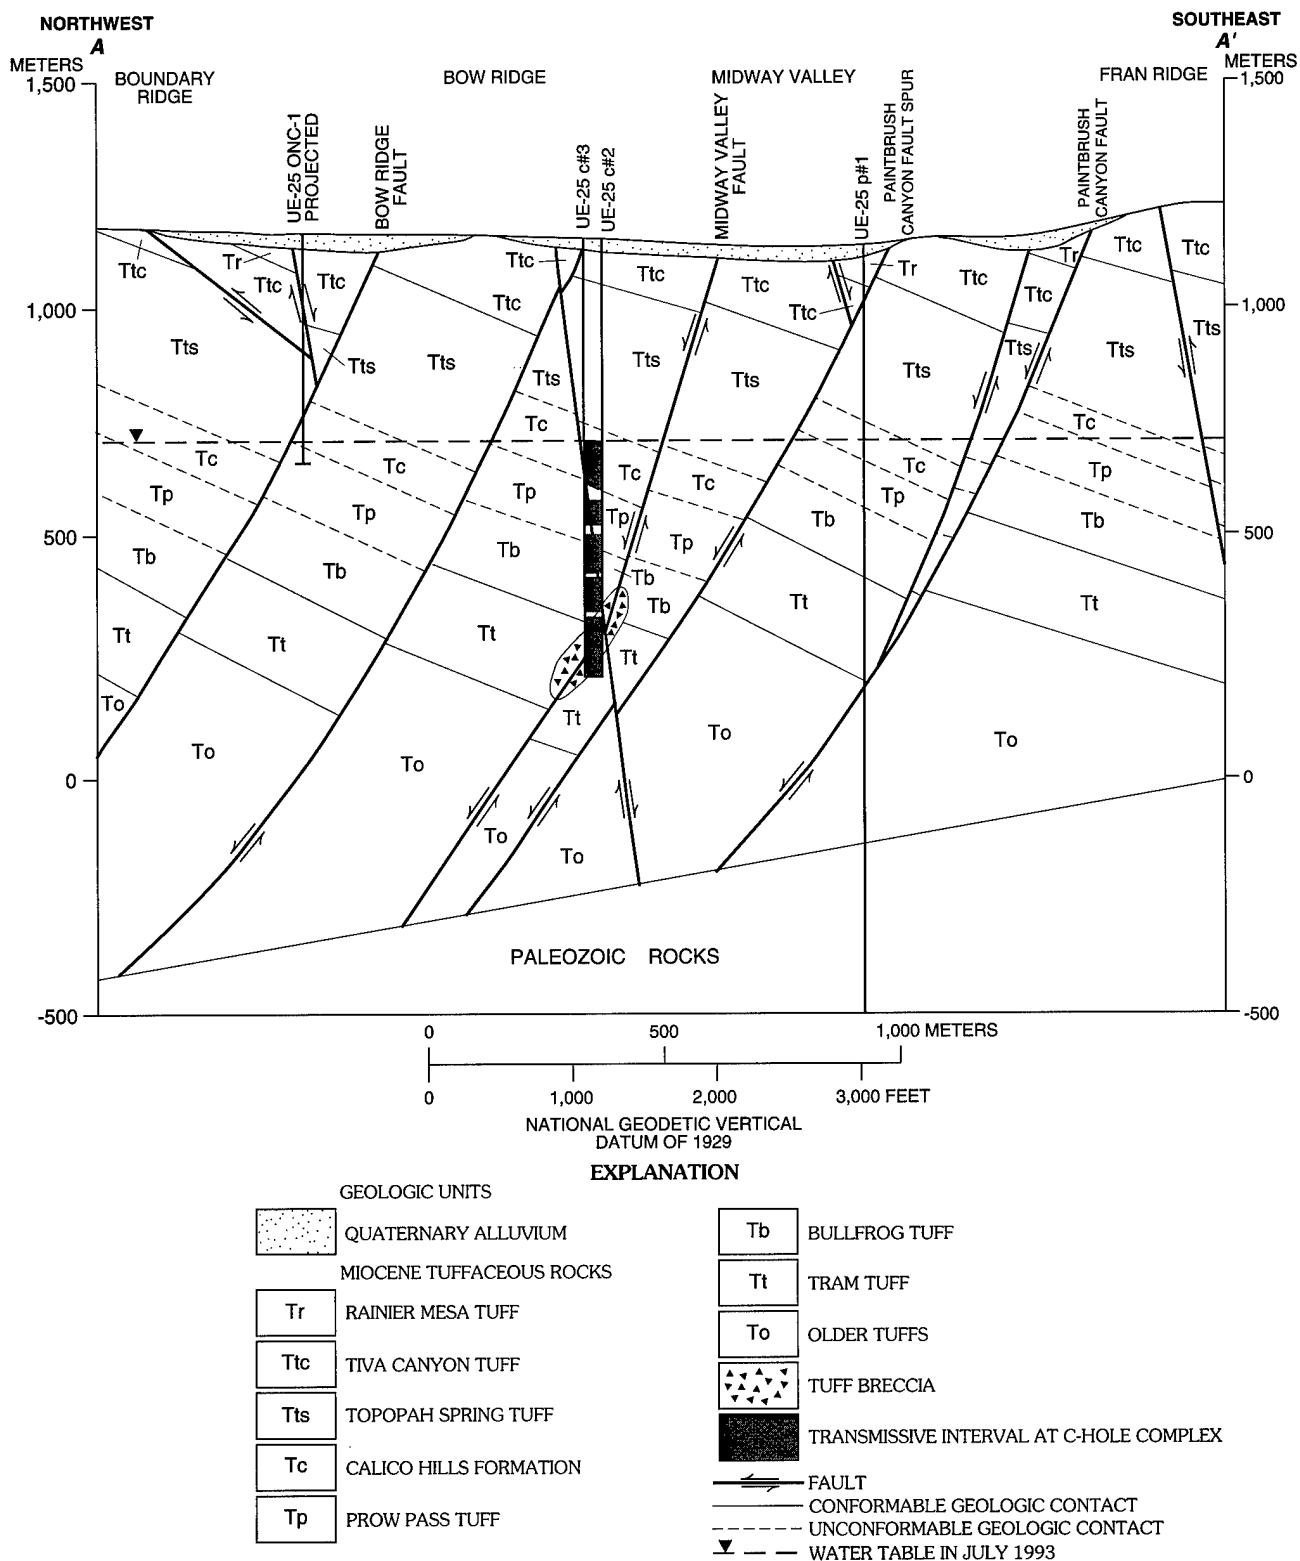 NORTHWEST
A
SOUTHEAST
A'
METERS
METERS
BOUNDARY
RIDGE
BOW RIDGE
MIDWAY VALLEY
FRAN RIDGE
UE-25 ONC-1
PROJECTED
BOW RIDGE
FAULT
UE-25 c#3
UE-25 c#2
MIDWAY VALLEY
FAULT
UE-25 p#1
PAINTBRUSH
CANYON FAULT SPUR
PAINTBRUSH
CANYON FAULT
1,500
1,000
500
0
-500
1,500
1,000
500
0
-500
Ttc
Tr
Ttc
Ttc
Ttc
Ttc
Ttc
Ttc
Ttc
Tr
Ttc
Ttc
Tr
Ttc
Ttc
Tts
Tts
Tts
Tts
Tts
Tts
Tts
Tts
Tts
Tts
Tc
Tc
Tc
Tc
Tc
Tc
Tc
Tp
Tp
Tp
Tp
Tp
Tp
Tp
Tb
Tb
Tb
Tb
Tb
Tb
Tb
Tt
Tt
Tt
Tt
Tt
Tt
Tt
To
To
To
To
To
To
To
PALEOZOIC ROCKS
0 500 1,000 METERS
0 1,000 2,000 3,000 FEET
NATIONAL GEODETIC VERTICAL
DATUM OF 1929
EXPLANATION
GEOLOGIC UNITS
QUATERNARY ALLUVIUM
MIOCENE TUFFACEOUS ROCKS
Tr RAINIER MESA TUFF
Ttc TIVA CANYON TUFF
Tts TOPOPAH SPRING TUFF
Tc CALICO HILLS FORMATION
Tp PROW PASS TUFF
Tb BULLFROG TUFF
Tt TRAM TUFF
To OLDER TUFFS
TUFF BRECCIA
TRANSMISSIVE INTERVAL AT C-HOLE COMPLEX
FAULT
CONFORMABLE GEOLOGIC CONTACT
UNCONFORMABLE GEOLOGIC CONTACT
WATER TABLE IN JULY 1993